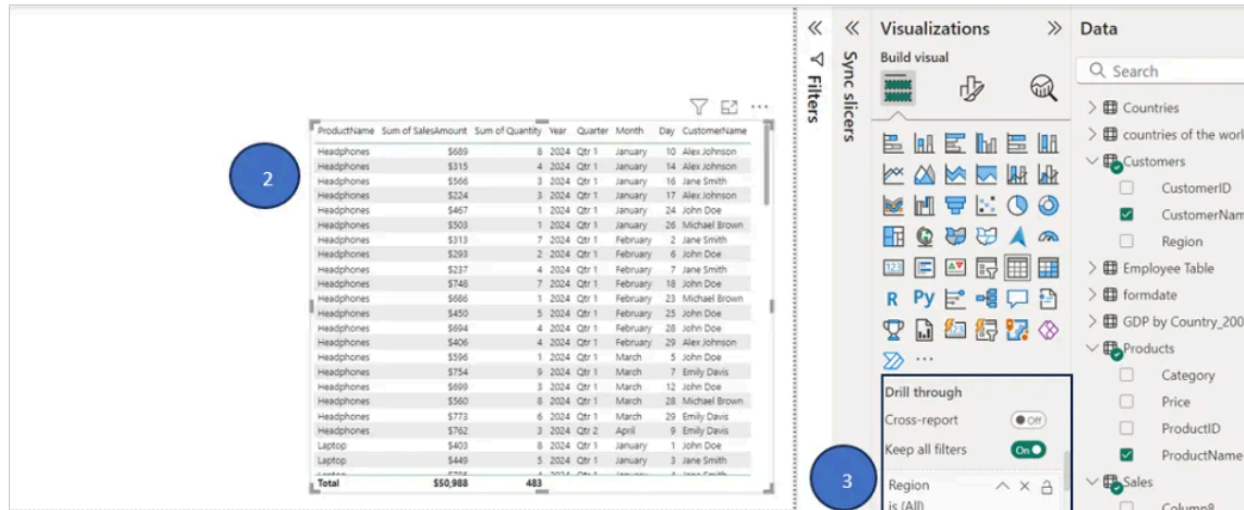 Visualizations
Data
Build visual
Filters
Sync slicers
Search
Countries
countries of the worl
Customers
CustomerID
CustomerNam
Region
Employee Table
formdate
GDP by Country_200
Products
Category
Price
ProductID
ProductName
Sales
Column8
2
ProductName Sum of SalesAmount Sum of Quantity Year Quarter Month Day CustomerName
Headphones $689 8 2024 Qtr 1 January 10 Alex Johnson
Headphones $315 4 2024 Qtr 1 January 14 Alex Johnson
Headphones $566 3 2024 Qtr 1 January 16 Jane Smith
Headphones $224 3 2024 Qtr 1 January 17 Alex Johnson
Headphones $467 1 2024 Qtr 1 January 24 John Doe
Headphones $503 1 2024 Qtr 1 January 26 Michael Brown
Headphones $313 7 2024 Qtr 1 February 2 Jane Smith
Headphones $293 2 2024 Qtr 1 February 6 John Doe
Headphones $237 4 2024 Qtr 1 February 7 Jane Smith
Headphones $748 7 2024 Qtr 1 February 18 John Doe
Headphones $686 1 2024 Qtr 1 February 23 Michael Brown
Headphones $450 5 2024 Qtr 1 February 25 John Doe
Headphones $694 4 2024 Qtr 1 February 28 John Doe
Headphones $406 4 2024 Qtr 1 February 29 Alex Johnson
Headphones $596 1 2024 Qtr 1 March 5 John Doe
Headphones $754 9 2024 Qtr 1 March 7 Emily Davis
Headphones $699 3 2024 Qtr 1 March 12 John Doe
Headphones $560 8 2024 Qtr 1 March 28 Michael Brown
Headphones $773 6 2024 Qtr 1 March 29 Emily Davis
Headphones $762 3 2024 Qtr 2 April 9 Emily Davis
Laptop $403 8 2024 Qtr 1 January 1 John Doe
Laptop $449 5 2024 Qtr 1 January 3 Jane Smith
Total $50,988 483
123
R Py
Drill through
Cross-report Off
Keep all filters On
3
Region
is (All)